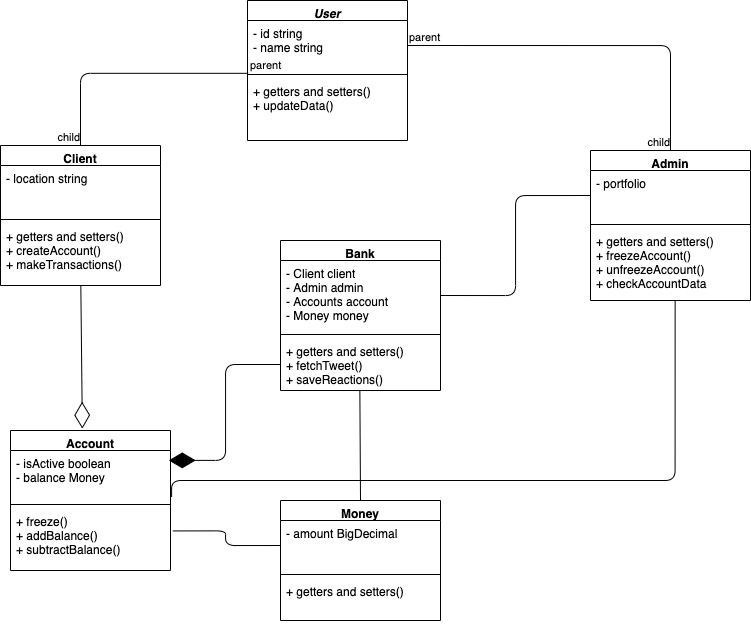 User
- id string
- name string
+ getters and setters()
+ updateData()
parent
parent
child
child
Client
- location string
+ getters and setters()
+ createAccount()
+ makeTransactions()
Admin
- portfolio
+ getters and setters()
+ freezeAccount()
+ unfreezeAccount()
+ checkAccountData
Bank
- Client client
- Admin admin
- Accounts account
- Money money
+ getters and setters()
+ fetchTweet()
+ saveReactions()
Account
- isActive boolean
- balance Money
+ freeze()
+ addBalance()
+ subtractBalance()
Money
- amount BigDecimal
+ getters and setters()